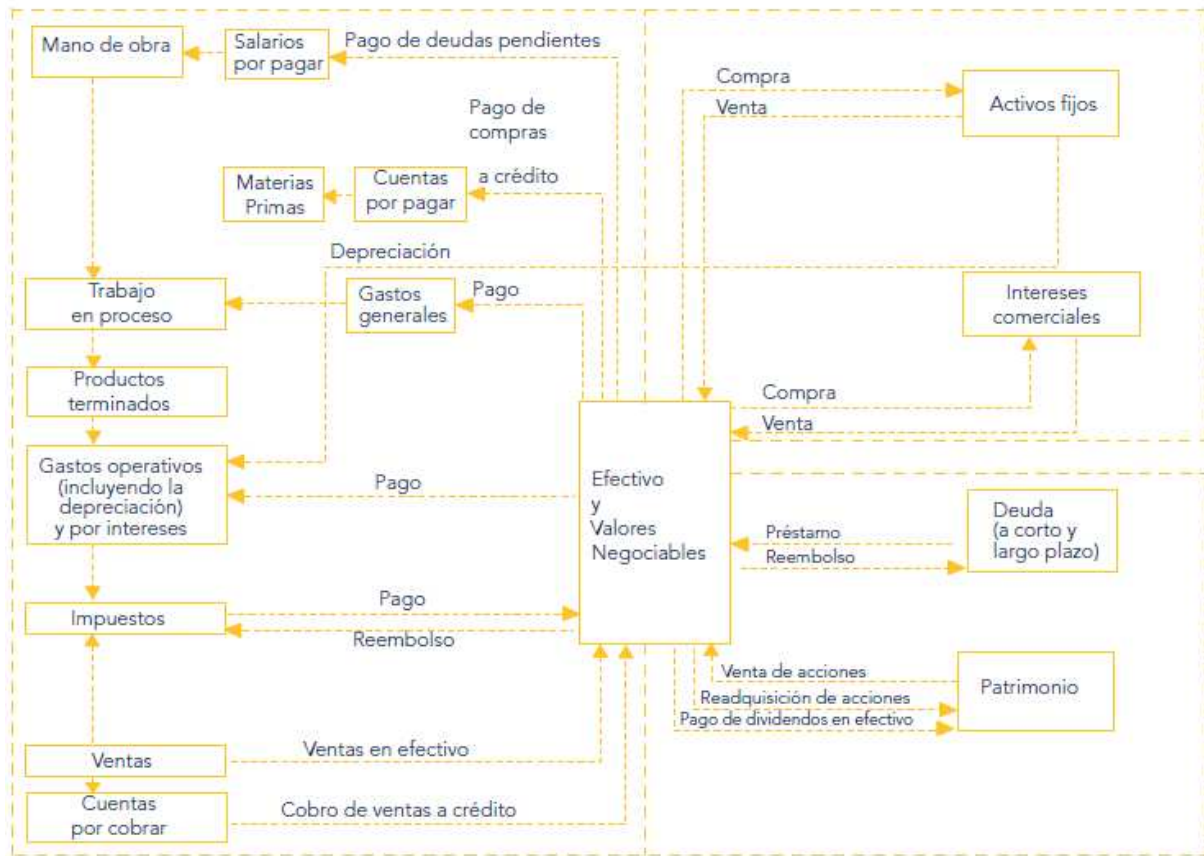 Mano de obra
Salarios
por pagar
Pago de deudas pendientes
Pago de
compras
a crédito
Materias
Primas
Cuentas
por pagar
Depreciación
Trabajo
en proceso
Gastos
generales
Pago
Productos
terminados
Gastos operativos
(incluyendo la
depreciación)
y por intereses
Pago
Impuestos
Pago
Reembolso
Ventas
Ventas en efectivo
Cuentas
por cobrar
Cobro de ventas a crédito
Efectivo
y
Valores
Negociables
Compra
Venta
Activos fijos
Intereses
comerciales
Compra
Venta
Deuda
(a corto y
largo plazo)
Préstamo
Reembolso
Venta de acciones
Readquisición de acciones
Pago de dividendos en efectivo
Patrimonio